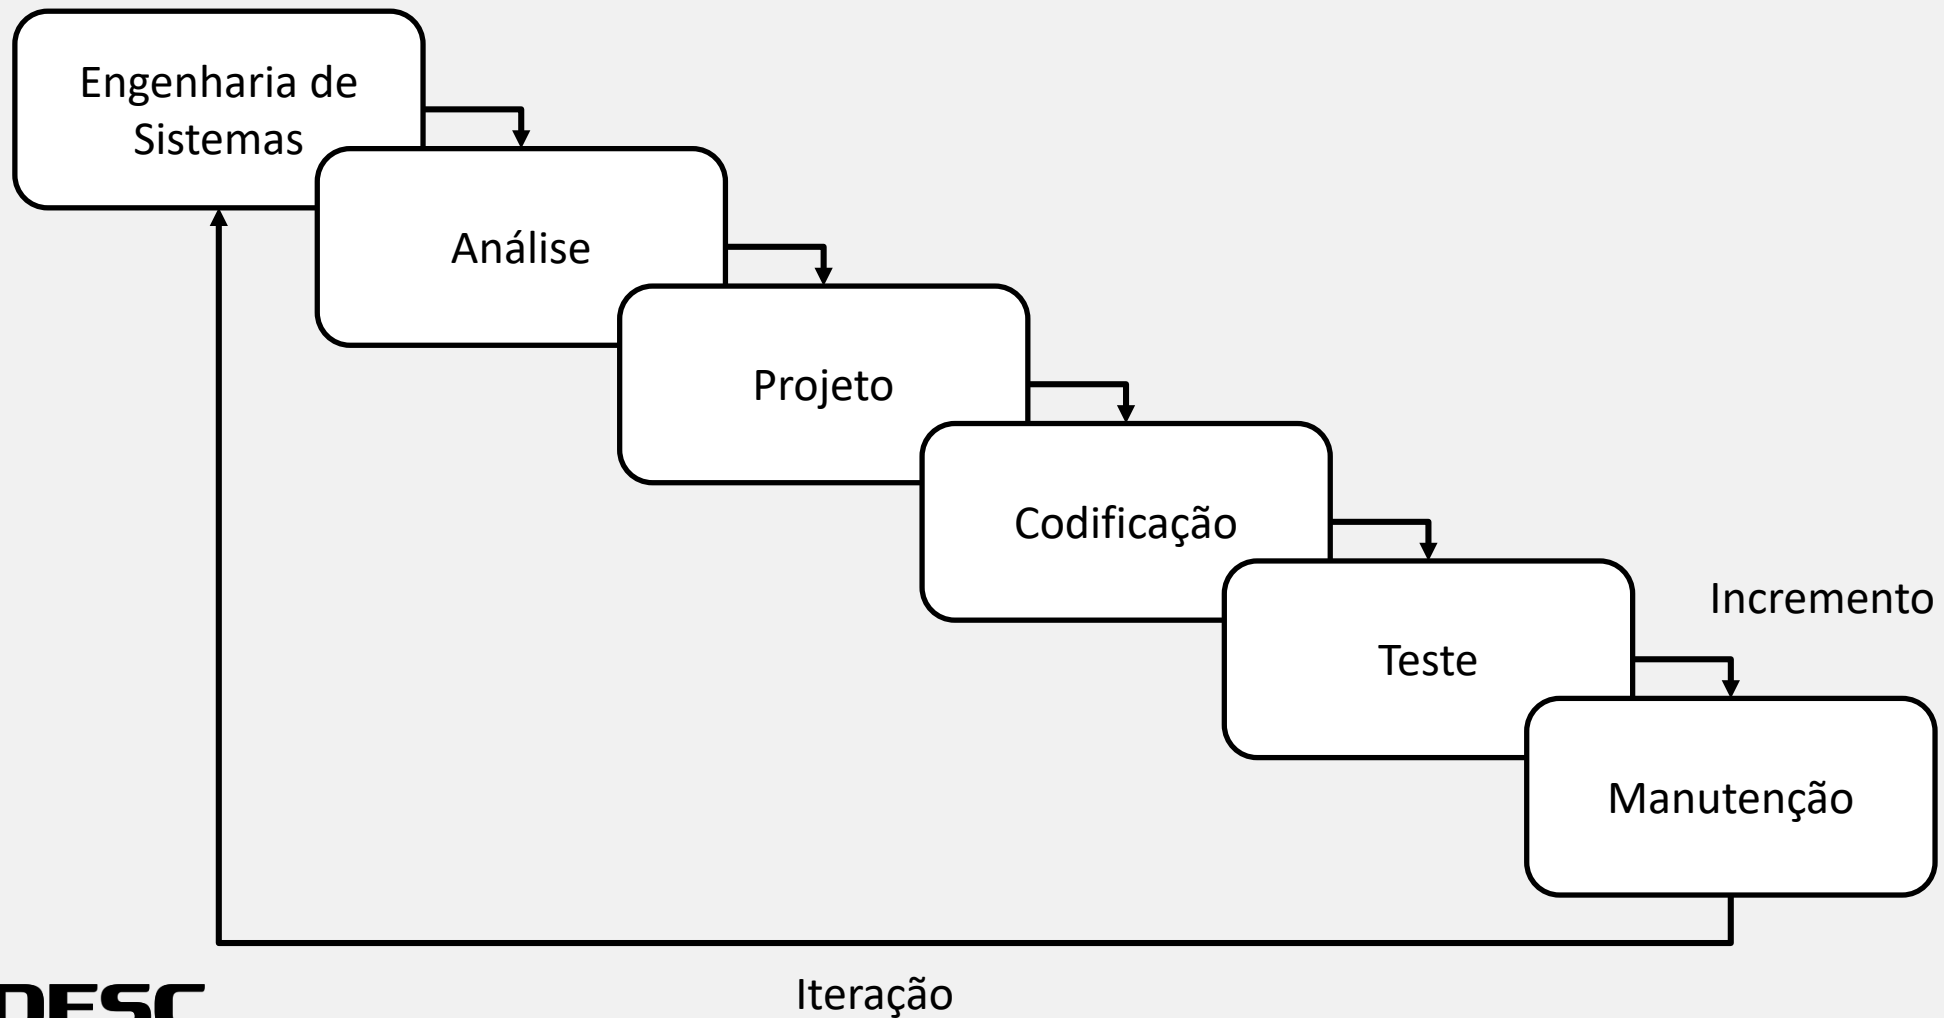 Engenharia de
Sistemas
Análise
Projeto
Codificação
Incremento
Teste
Manutenção
Iteração